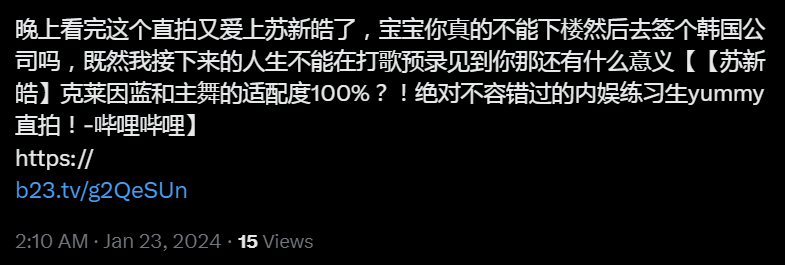 晚上看完这个直拍又爱上苏新皓了，宝宝你真的不能下楼然后去签个韩国公
司吗，既然我接下来的人生不能在打歌预录见到你那还有什么意义【【苏新
皓】克莱因蓝和主舞的适配度100%？！绝对不容错过的内娱练习生yummy
直拍！-哔哩哔哩】
https://
b23.tv/g2QeSUn
2:10 AM · Jan 23, 2024 · 15 Views